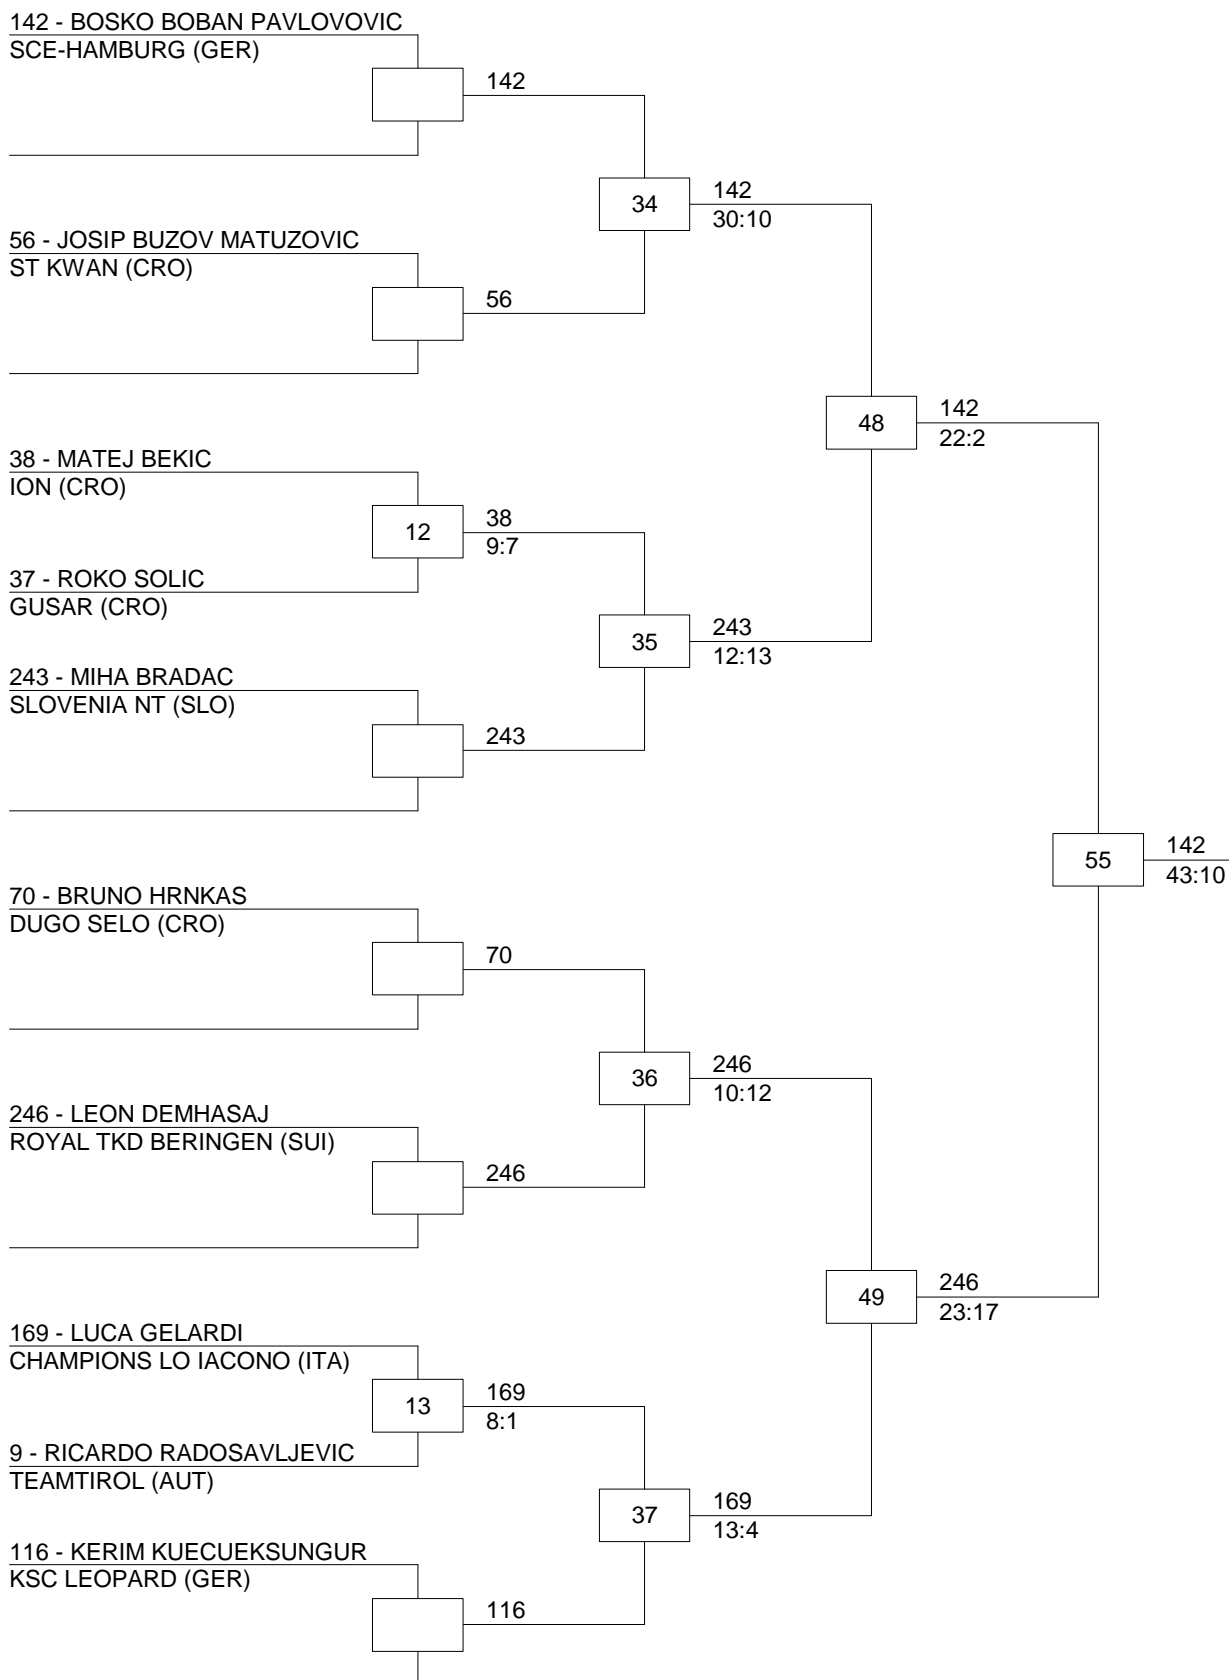 142 - BOSKO BOBAN PAVLOVOVIC
SCE-HAMBURG (GER)
142
34
142
30:10
56 - JOSIP BUZOV MATUZOVIC
ST KWAN (CRO)
56
48
142
22:2
38 - MATEJ BEKIC
ION (CRO)
12
38
9:7
37 - ROKO SOLIC
GUSAR (CRO)
35
243
12:13
243 - MIHA BRADAC
SLOVENIA NT (SLO)
243
55
142
43:10
70 - BRUNO HRNKAS
DUGO SELO (CRO)
70
36
246
10:12
246 - LEON DEMHASAJ
ROYAL TKD BERINGEN (SUI)
246
49
246
23:17
169 - LUCA GELARDI
CHAMPIONS LO IACONO (ITA)
13
169
8:1
9 - RICARDO RADOSAVLJEVIC
TEAMTIROL (AUT)
37
169
13:4
116 - KERIM KUECUEKSUNGUR
KSC LEOPARD (GER)
116